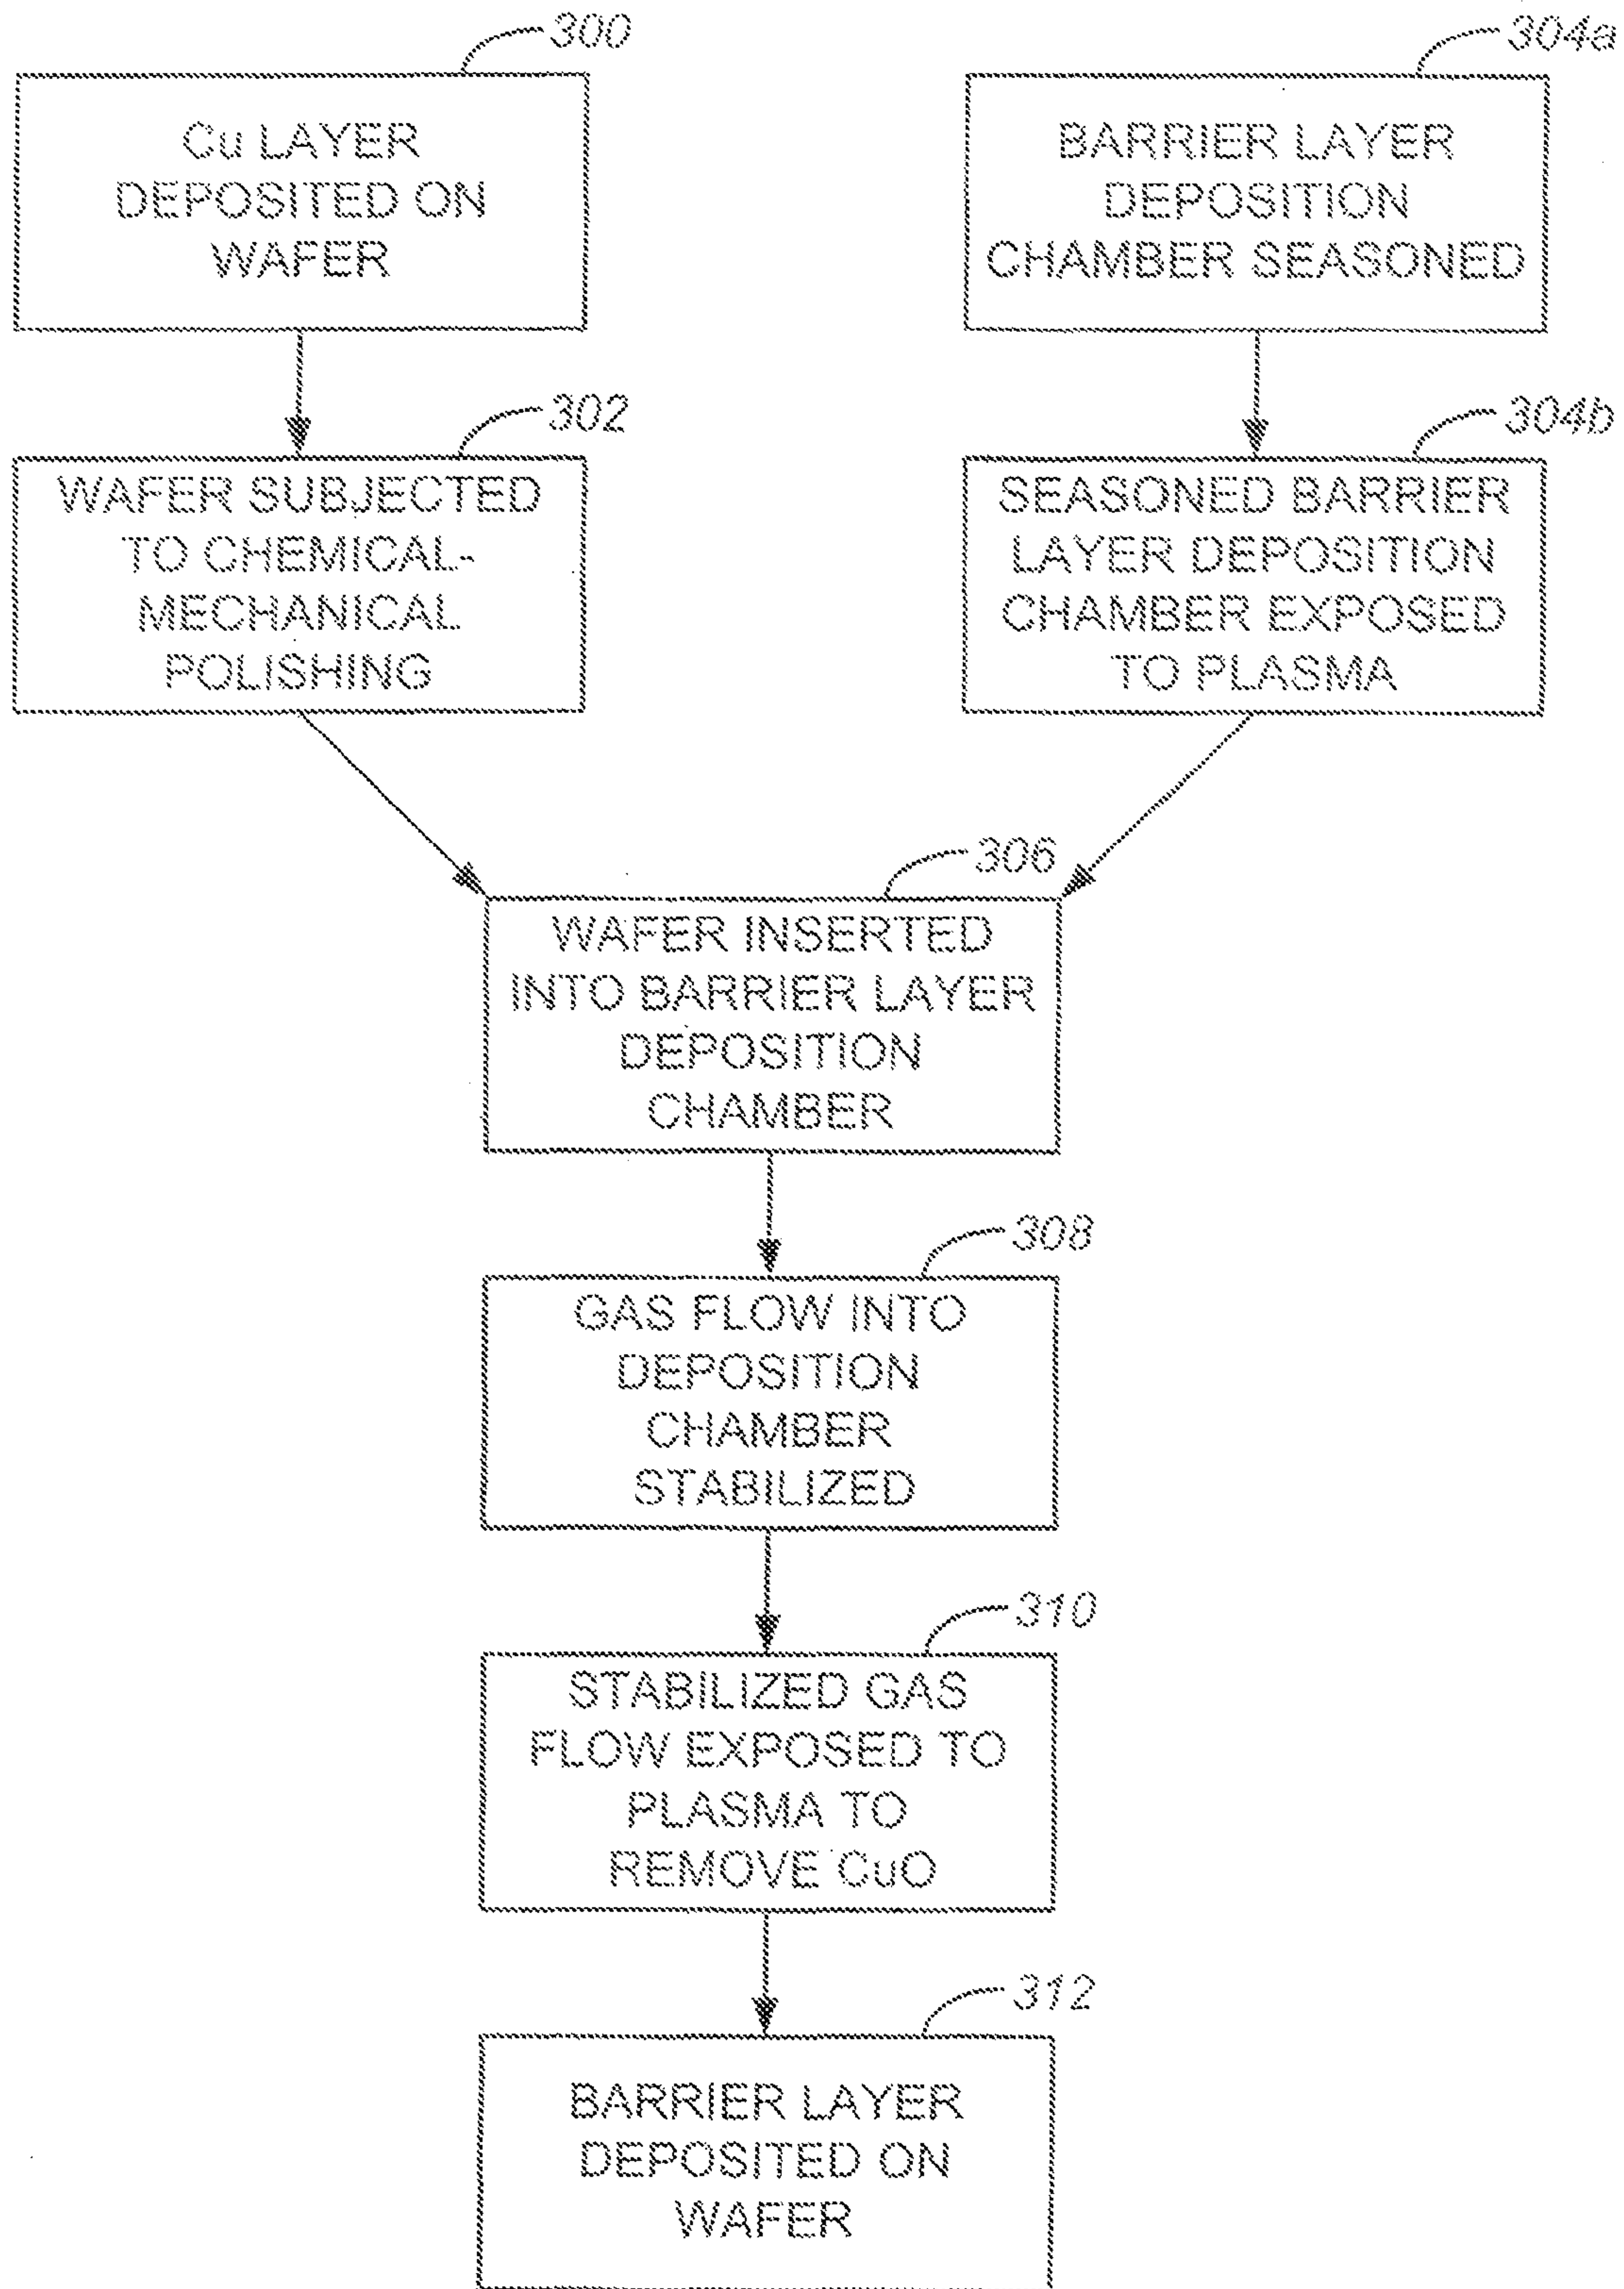 300
Cu LAYER
DEPOSITED ON
WAFER
304a
BARRIER LAYER
DEPOSITION
CHAMBER SEASONED
302
WAFER SUBJECTED
TO CHEMICAL-
MECHANICAL
POLISHING
304b
SEASONED BARRIER
LAYER DEPOSITION
CHAMBER EXPOSED
TO PLASMA
306
WAFER INSERTED
INTO BARRIER LAYER
DEPOSITION
CHAMBER
308
GAS FLOW INTO
DEPOSITION
CHAMBER
STABILIZED
310
STABILIZED GAS
FLOW EXPOSED TO
PLASMA TO
REMOVE CuO
312
BARRIER LAYER
DEPOSITED ON
WAFER